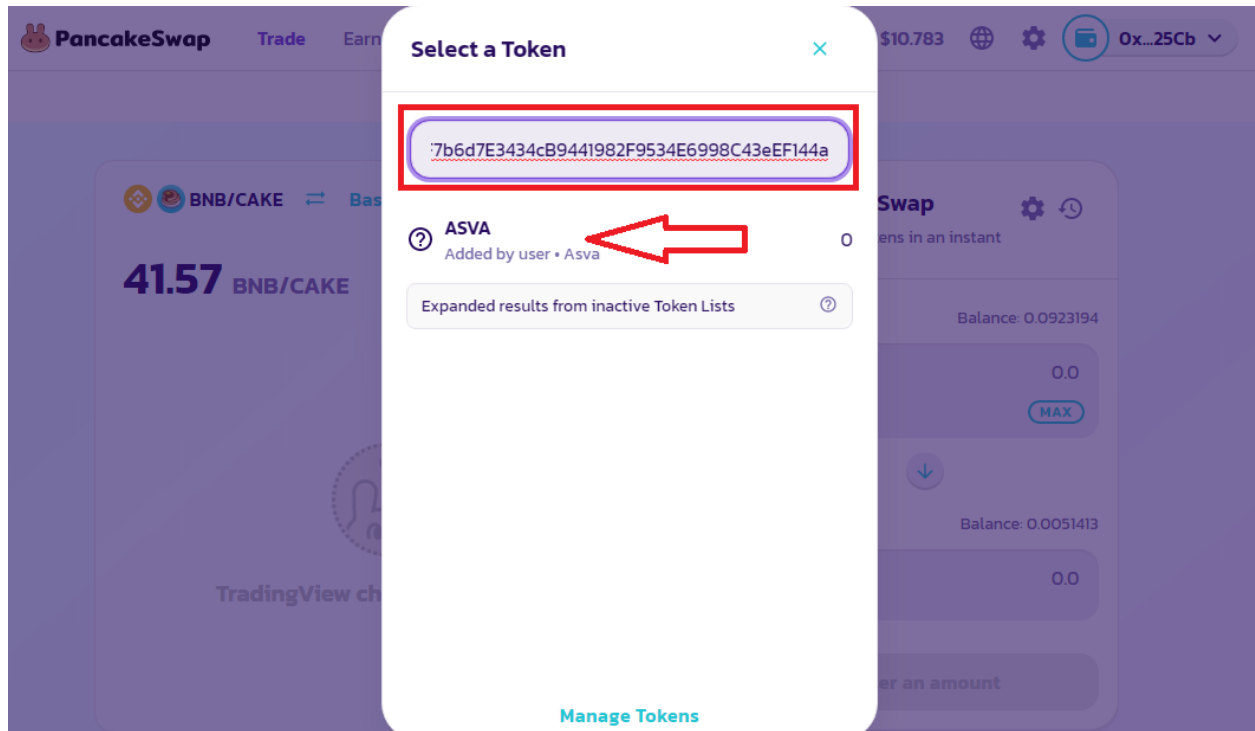 PancakeSwap
Trade
Earn
$10.783
0x...25Cb
Select a Token
7b6d7E3434cB9441982F9534E6998C43eEF144a
ASVA
0
Added by user • Asva
Expanded results from inactive Token Lists
Manage Tokens
BNB/CAKE
Bas
41.57 BNB/CAKE
TradingView ch
Swap
ens in an instant
Balance: 0.0923194
0.0
MAX
Balance: 0.0051413
0.0
er an amount